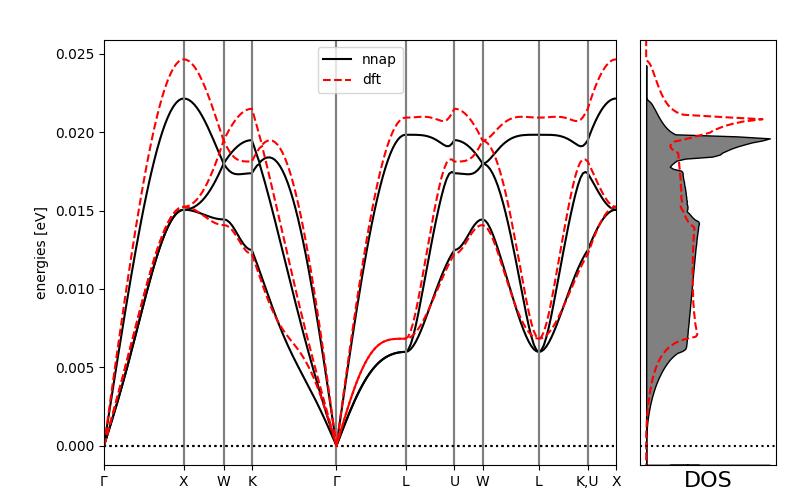 0.025
0.020
0.015
0.010
0.005
0.000
energies [eV]
nnap
dft
Γ X W K Γ L U W L K,U X
DOS